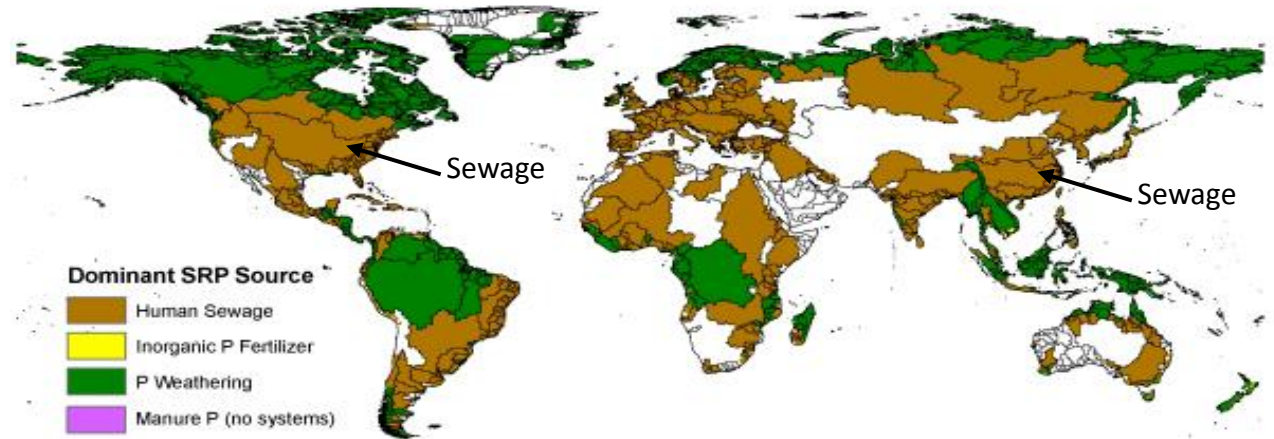 Sewage
Sewage
Dominant SRP Source
Human Sewage
Inorganic P Fertilizer
P Weathering
Manure P (no systems)